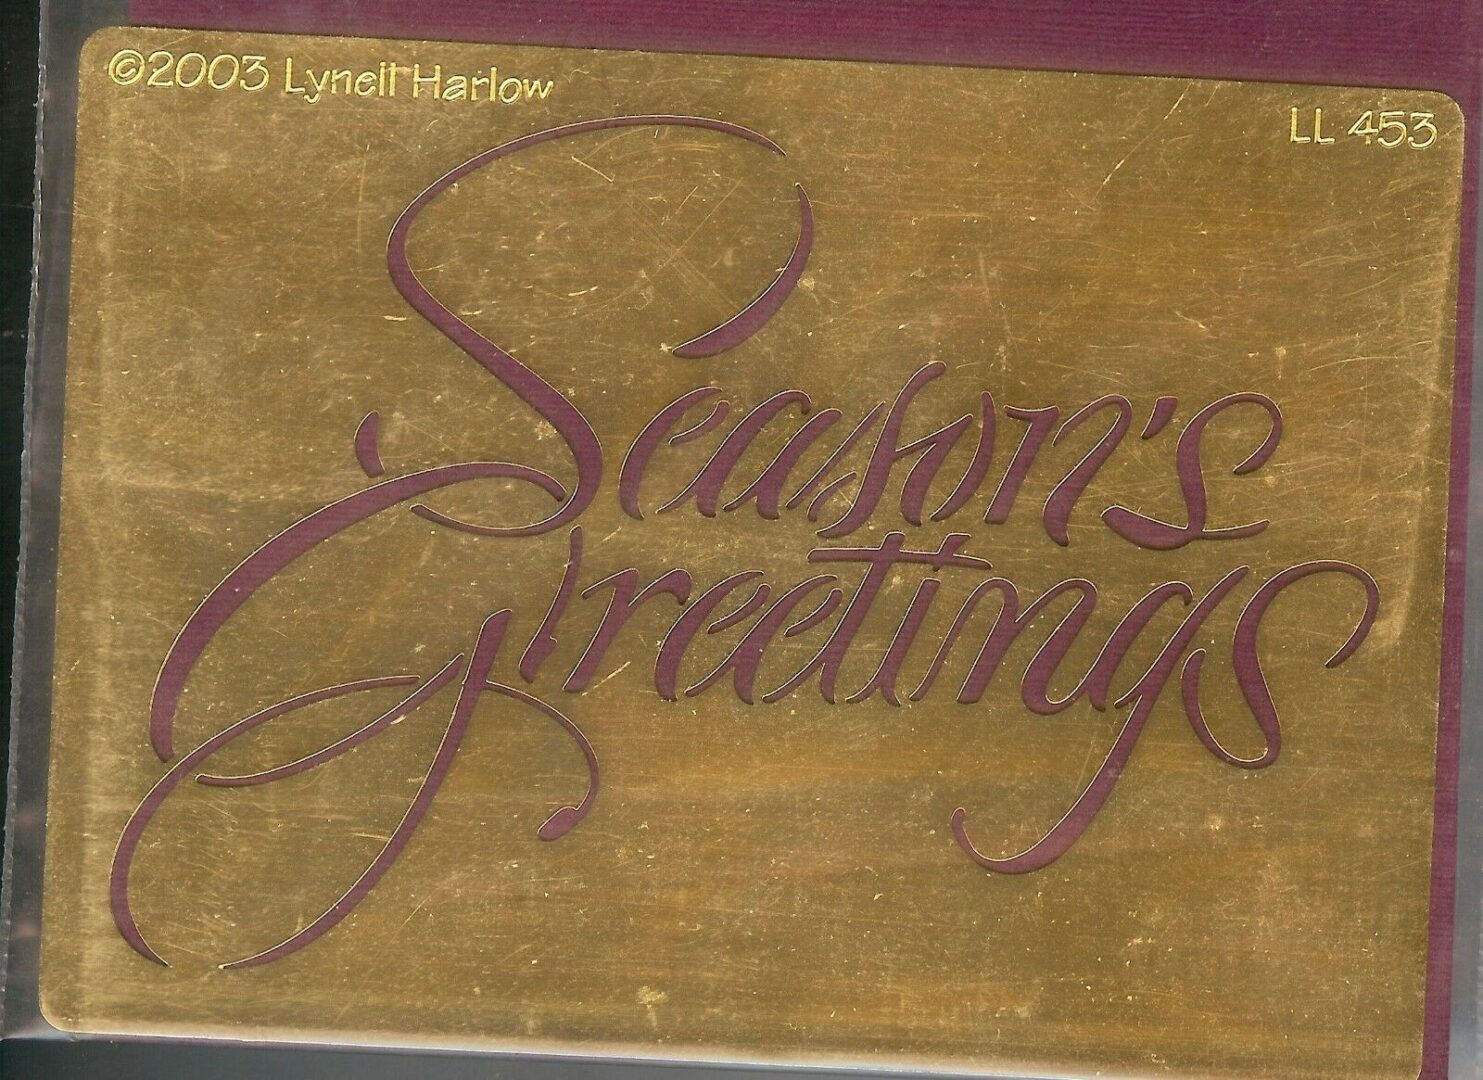 ©2003 Lynell Harlow
LL 453
Season's
Greetings